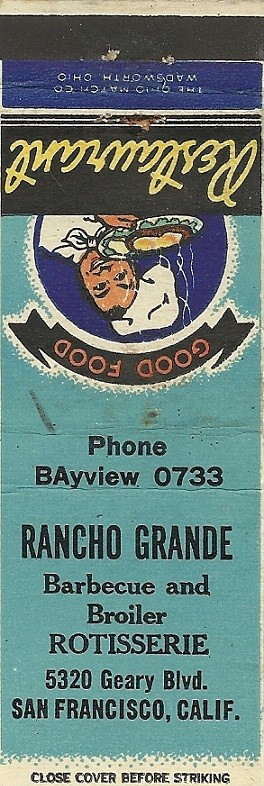 THE OHIO MATCH CO.
WADSWORTH, OHIO
Restaurant
GOOD FOOD
Phone
BAyview 0733
RANCHO GRANDE
Barbecue and
Broiler
ROTISSERIE
5320 Geary Blvd.
SAN FRANCISCO, CALIF.
CLOSE COVER BEFORE STRIKING